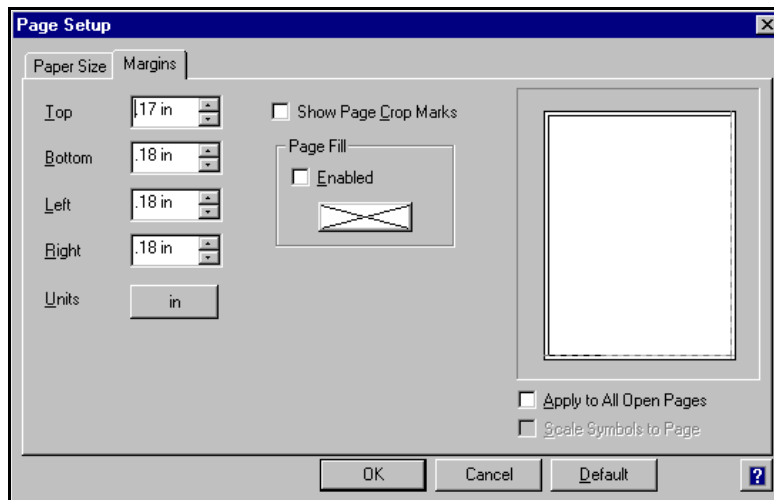 Page Setup
Paper Size Margins
Top .17 in
Show Page Crop Marks
Page Fill
Bottom .18 in
Enabled
Left .18 in
Right .18 in
Units in
Apply to All Open Pages
Scale Symbols to Page
OK Cancel Default ?